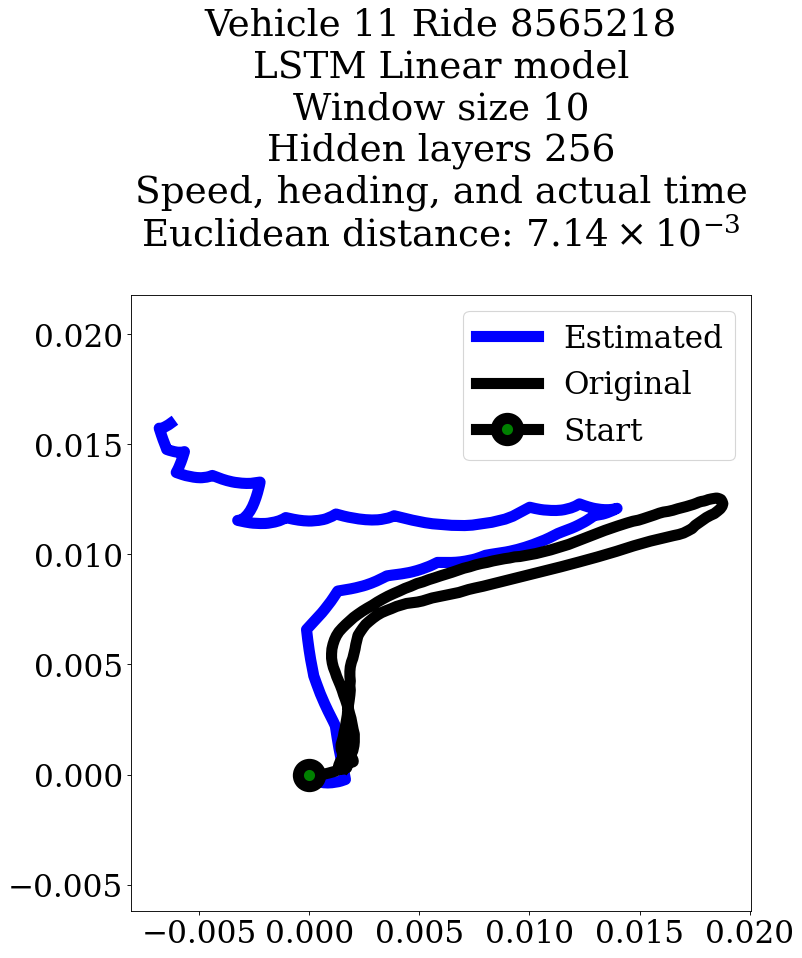 Vehicle 11 Ride 8565218
LSTM Linear model
Window size 10
Hidden layers 256
Speed, heading, and actual time
Euclidean distance: 7.14 × 10⁻³
Estimated
Original
Start
0.020
0.015
0.010
0.005
0.000
−0.005
−0.005 0.000 0.005 0.010 0.015 0.020